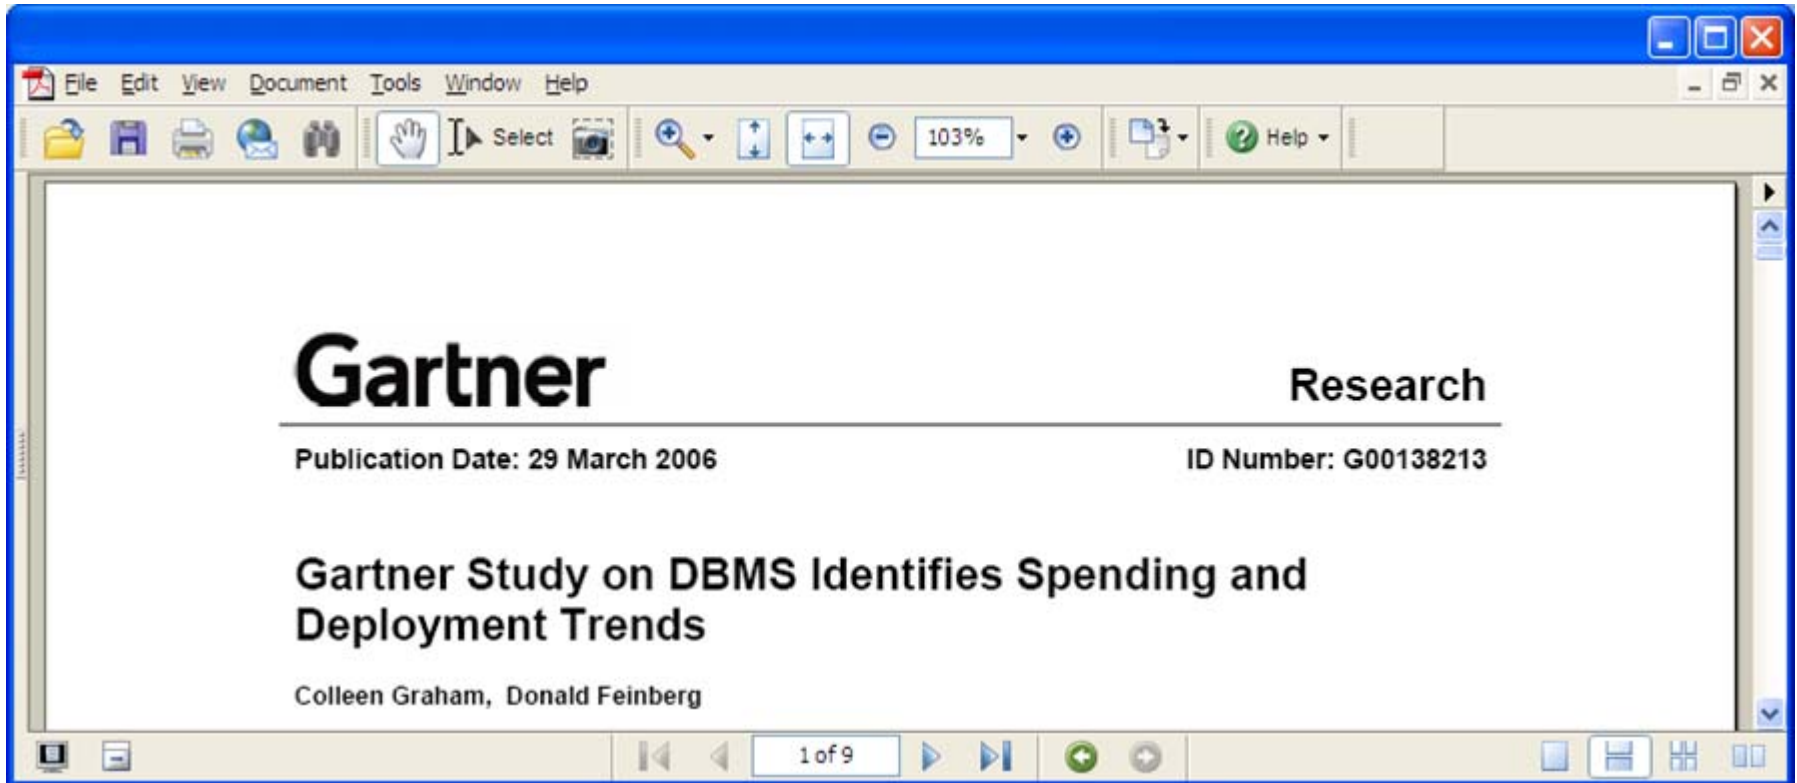 File Edit View Document Tools Window Help
Select 103% Help
Gartner
Research
Publication Date: 29 March 2006
ID Number: G00138213
Gartner Study on DBMS Identifies Spending and
Deployment Trends
Colleen Graham, Donald Feinberg
1 of 9